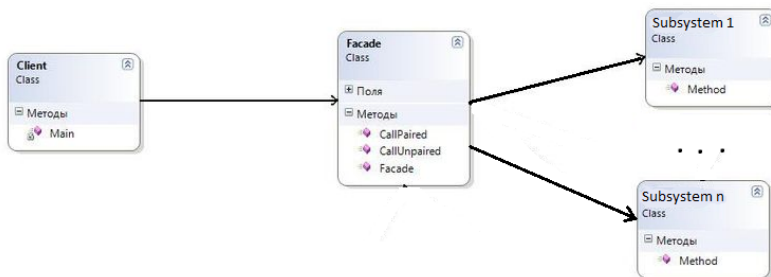 Client
Class
Методы
Main
Facade
Class
Поля
Методы
CallPaired
CallUnpaired
Facade
Subsystem 1
Class
Методы
Method
. . .
Subsystem n
Class
Методы
Method